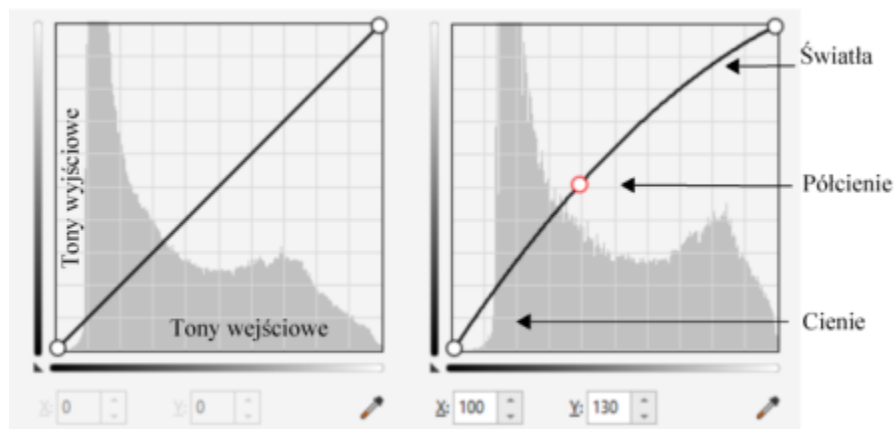 Tony wyjściowe
Tony wejściowe
X: 0
Y: 0
Światła
Półcienie
Cienie
X: 100
Y: 130